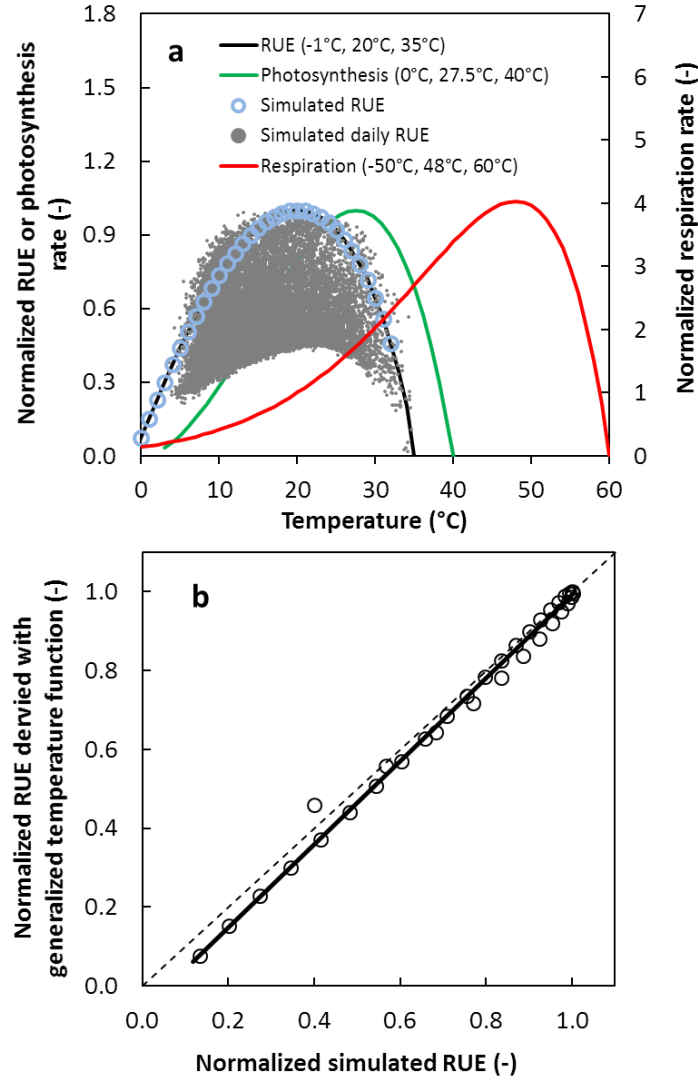 a
RUE (-1°C, 20°C, 35°C)
Photosynthesis (0°C, 27.5°C, 40°C)
Simulated RUE
Simulated daily RUE
Respiration (-50°C, 48°C, 60°C)
Normalized RUE or photosynthesis
rate (-)
1.8
1.5
1.2
0.9
0.6
0.3
0.0
7
6
5
4
3
2
1
0
Normalized respiration rate (-)
0
10
20
30
40
50
60
Temperature (°C)
b
Normalized RUE dervied with
generalized temperature function (-)
1.0
0.8
0.6
0.4
0.2
0.0
0.0
0.2
0.4
0.6
0.8
1.0
Normalized simulated RUE (-)